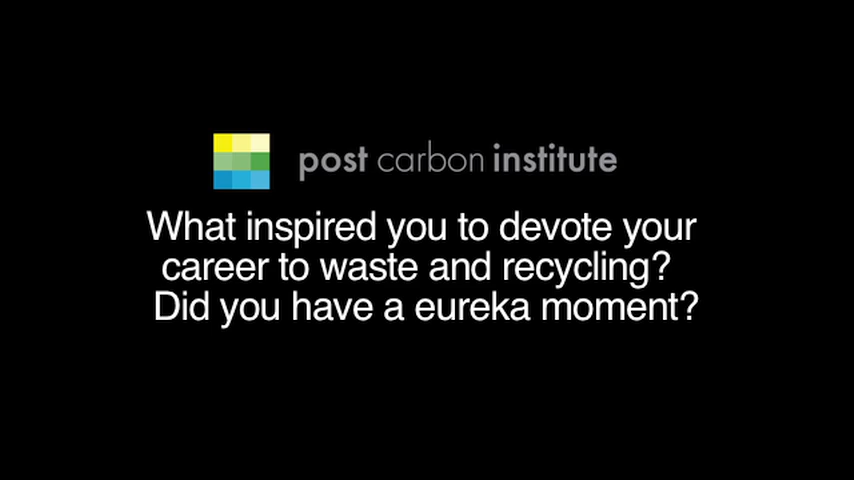 post carbon institute
What inspired you to devote your
career to waste and recycling?
Did you have a eureka moment?